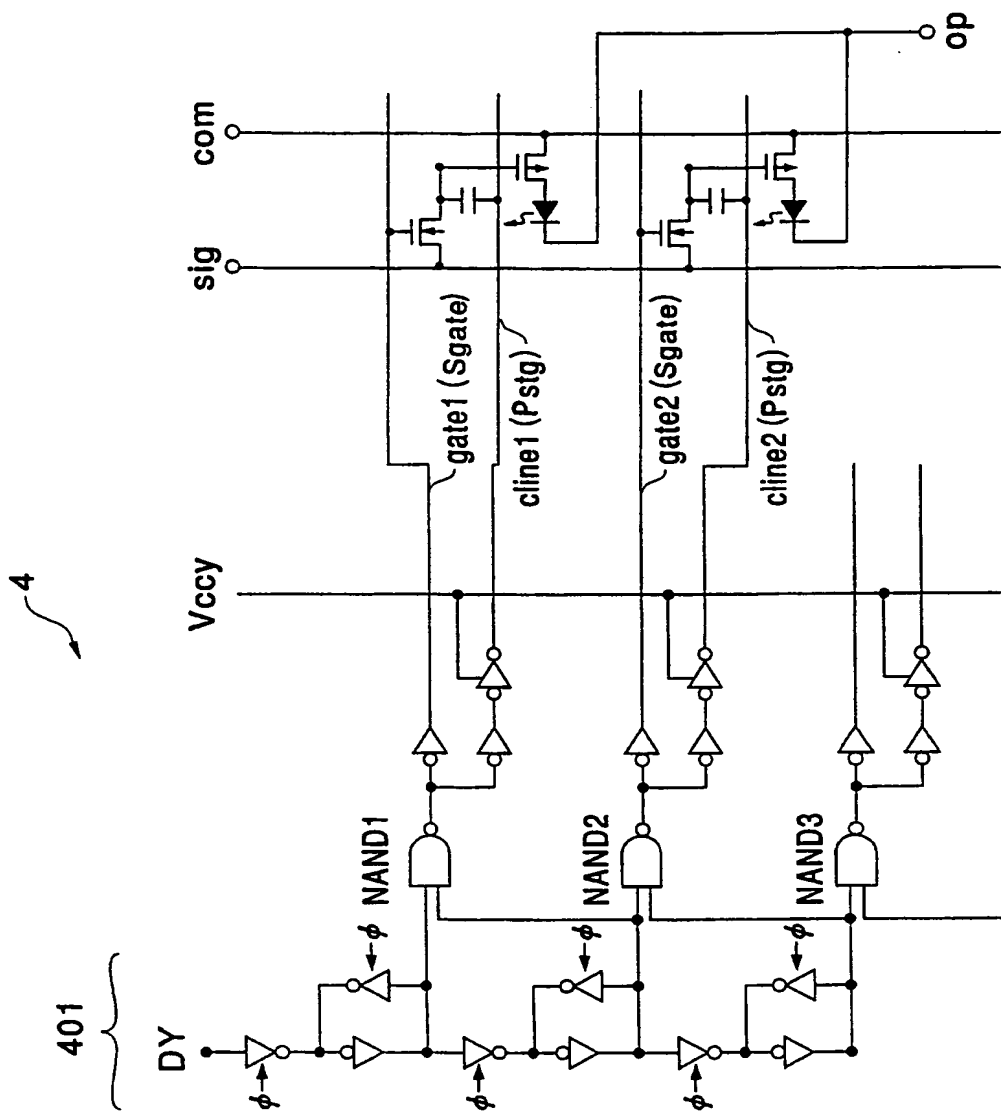 4
401
DY
Vccy
sig
com
op
ϕ
ϕ
NAND1
gate1 (Sgate)
cline1 (Pstg)
ϕ
ϕ
NAND2
gate2 (Sgate)
cline2 (Pstg)
ϕ
ϕ
NAND3